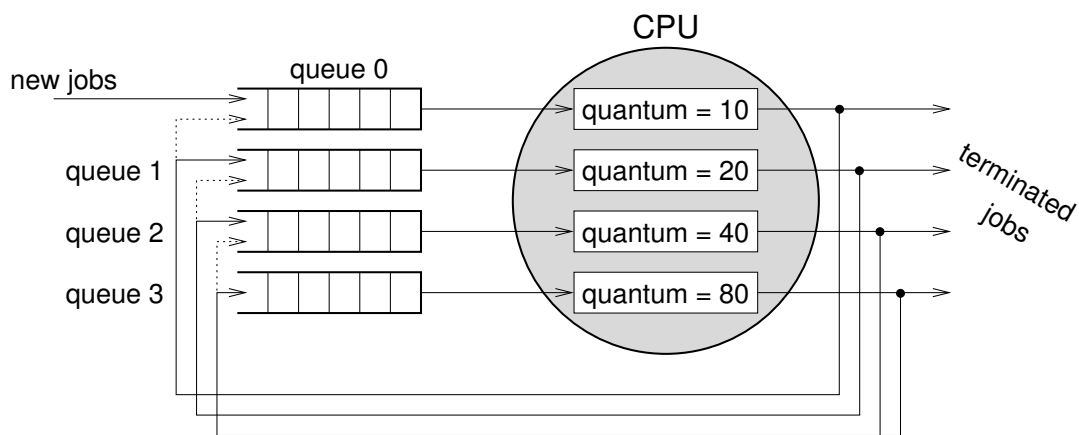 CPU
queue 0
new jobs
quantum = 10
queue 1
quantum = 20
terminated
jobs
queue 2
quantum = 40
queue 3
quantum = 80